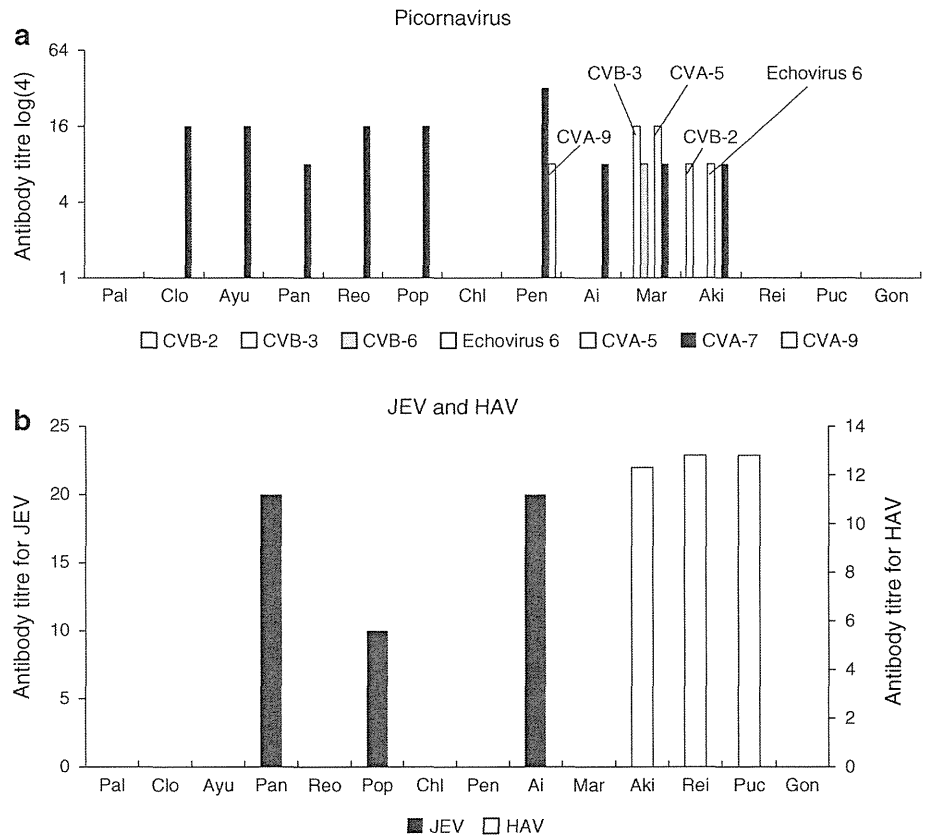 Picornavirus
a
Antibody titre log(4)
64
16
4
1
CVB-3
CVA-5
Echovirus 6
CVA-9
CVB-2
Pal Clo Ayu Pan Reo Pop Chl Pen Ai Mar Aki Rei Puc Gon
CVB-2 CVB-3 CVB-6 Echovirus 6 CVA-5 CVA-7 CVA-9
b
JEV and HAV
Antibody titre for JEV
25
20
15
10
5
0
14
12
10
8
6
4
2
0
Antibody titre for HAV
Pal Clo Ayu Pan Reo Pop Chl Pen Ai Mar Aki Rei Puc Gon
JEV HAV